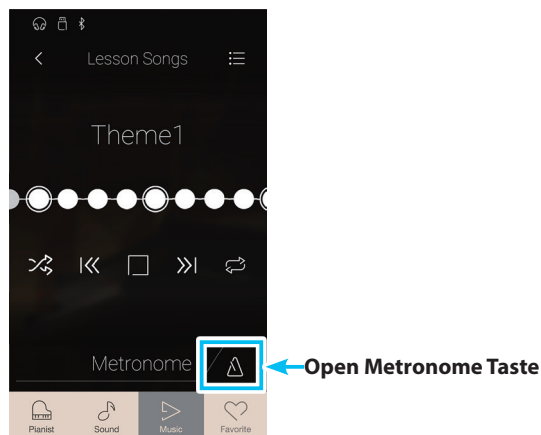 Lesson Songs
Theme1
Metronome
Open Metronome Taste
Pianist Sound Music Favorite